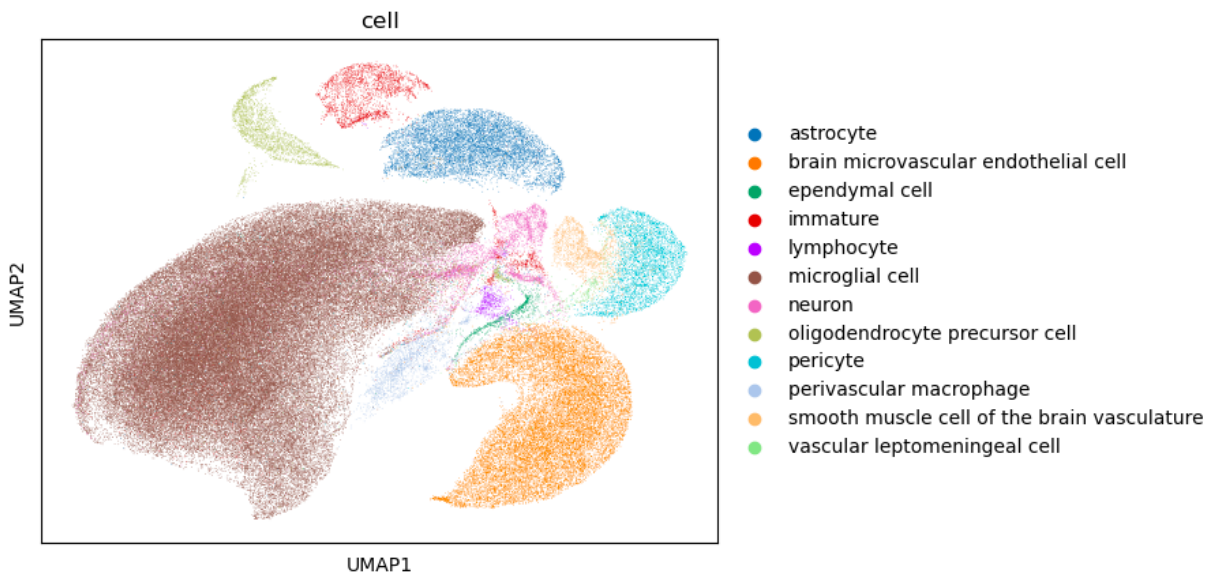 cell
UMAP2
UMAP1
astrocyte
brain microvascular endothelial cell
ependymal cell
immature
lymphocyte
microglial cell
neuron
oligodendrocyte precursor cell
pericyte
perivascular macrophage
smooth muscle cell of the brain vasculature
vascular leptomeningeal cell